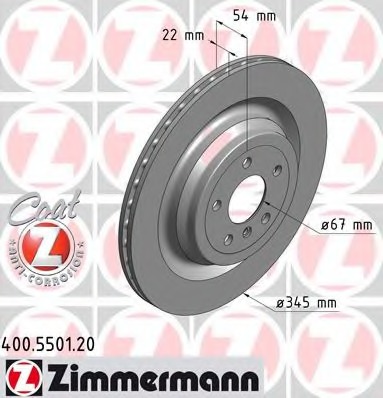 54 mm
22 mm
Coat
Z
ANTI-CORROSION
ø67 mm
ø345 mm
400.5501.20
Z Zimmermann